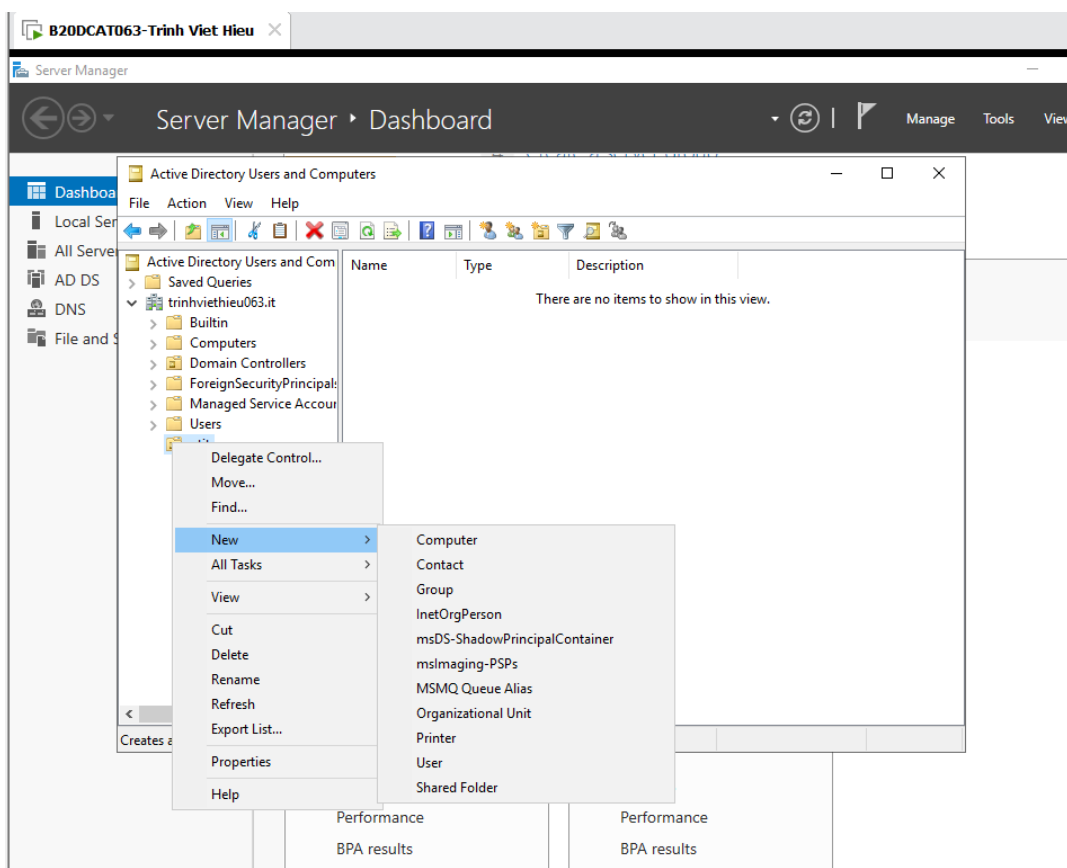 B20DCAT063-Trinh Viet Hieu
Server Manager
Server Manager Dashboard
Manage Tools View
Dashboa
Local Ser
All Server
AD DS
DNS
File and S
Active Directory Users and Computers
File Action View Help
Active Directory Users and Com
Saved Queries
trinhviethieu063.it
Builtin
Computers
Domain Controllers
ForeignSecurityPrincipals
Managed Service Accour
Users
Name Type Description
There are no items to show in this view.
Delegate Control...
Move...
Find...
New
All Tasks
View
Cut
Delete
Rename
Refresh
Export List...
Properties
Help
Computer
Contact
Group
InetOrgPerson
msDS-ShadowPrincipalContainer
msImaging-PSPs
MSMQ Queue Alias
Organizational Unit
Printer
User
Shared Folder
Creates a
Performance
BPA results
Performance
BPA results